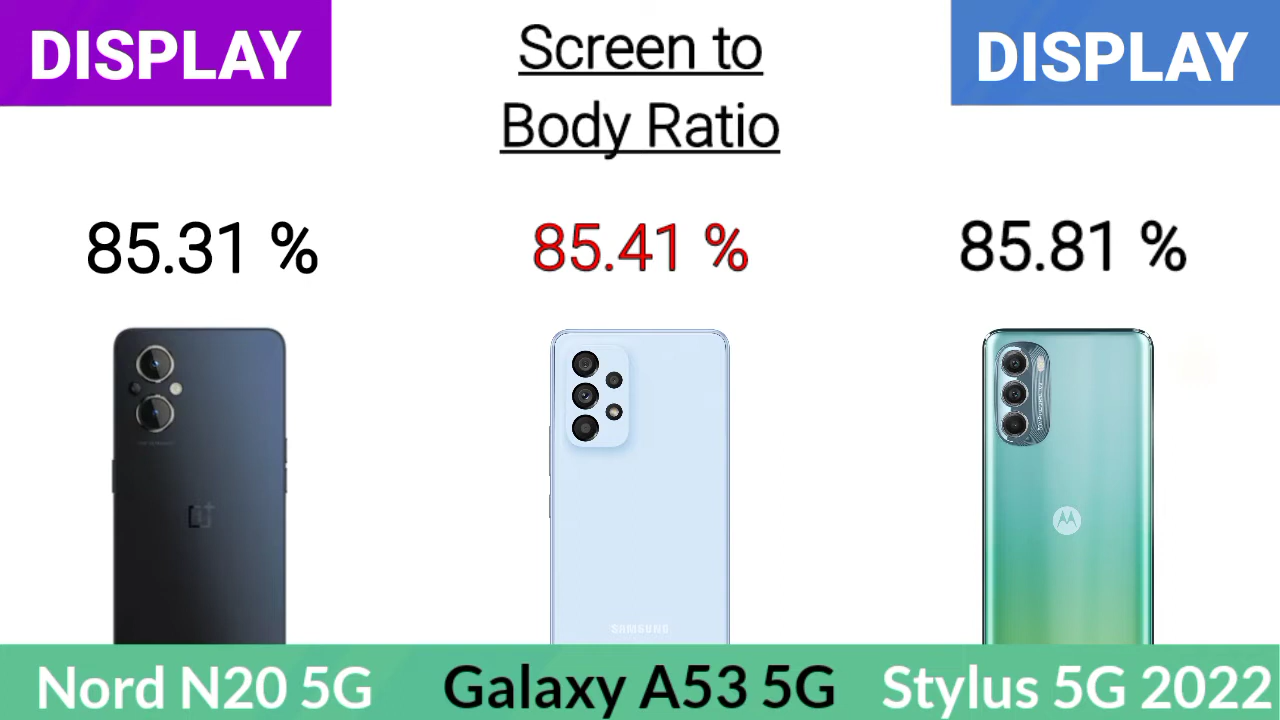 DISPLAY
Screen to
Body Ratio
DISPLAY
85.31 %
85.41 %
85.81 %
SAMSUNG
Nord N20 5G
Galaxy A53 5G
Stylus 5G 2022